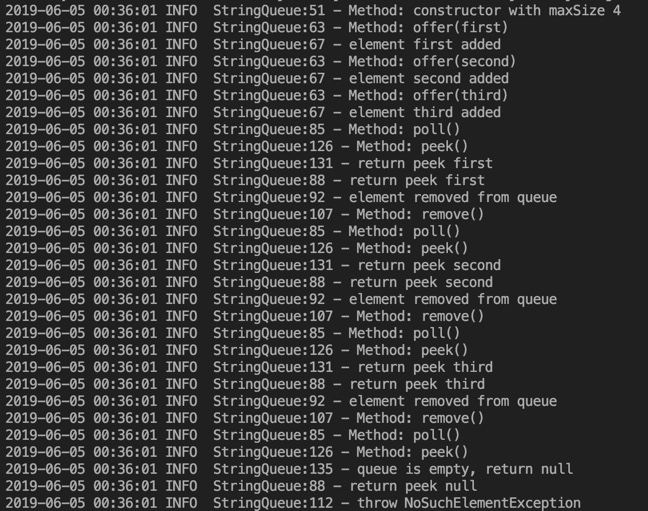 2019-06-05 00:36:01 INFO  StringQueue:51 – Method: constructor with maxSize 4
2019-06-05 00:36:01 INFO  StringQueue:63 – Method: offer(first)
2019-06-05 00:36:01 INFO  StringQueue:67 – element first added
2019-06-05 00:36:01 INFO  StringQueue:63 – Method: offer(second)
2019-06-05 00:36:01 INFO  StringQueue:67 – element second added
2019-06-05 00:36:01 INFO  StringQueue:63 – Method: offer(third)
2019-06-05 00:36:01 INFO  StringQueue:67 – element third added
2019-06-05 00:36:01 INFO  StringQueue:85 – Method: poll()
2019-06-05 00:36:01 INFO  StringQueue:126 – Method: peek()
2019-06-05 00:36:01 INFO  StringQueue:131 – return peek first
2019-06-05 00:36:01 INFO  StringQueue:88 – return peek first
2019-06-05 00:36:01 INFO  StringQueue:92 – element removed from queue
2019-06-05 00:36:01 INFO  StringQueue:107 – Method: remove()
2019-06-05 00:36:01 INFO  StringQueue:85 – Method: poll()
2019-06-05 00:36:01 INFO  StringQueue:126 – Method: peek()
2019-06-05 00:36:01 INFO  StringQueue:131 – return peek second
2019-06-05 00:36:01 INFO  StringQueue:88 – return peek second
2019-06-05 00:36:01 INFO  StringQueue:92 – element removed from queue
2019-06-05 00:36:01 INFO  StringQueue:107 – Method: remove()
2019-06-05 00:36:01 INFO  StringQueue:85 – Method: poll()
2019-06-05 00:36:01 INFO  StringQueue:126 – Method: peek()
2019-06-05 00:36:01 INFO  StringQueue:131 – return peek third
2019-06-05 00:36:01 INFO  StringQueue:88 – return peek third
2019-06-05 00:36:01 INFO  StringQueue:92 – element removed from queue
2019-06-05 00:36:01 INFO  StringQueue:107 – Method: remove()
2019-06-05 00:36:01 INFO  StringQueue:85 – Method: poll()
2019-06-05 00:36:01 INFO  StringQueue:126 – Method: peek()
2019-06-05 00:36:01 INFO  StringQueue:135 – queue is empty, return null
2019-06-05 00:36:01 INFO  StringQueue:88 – return peek null
2019-06-05 00:36:01 INFO  StringQueue:112 – throw NoSuchElementException